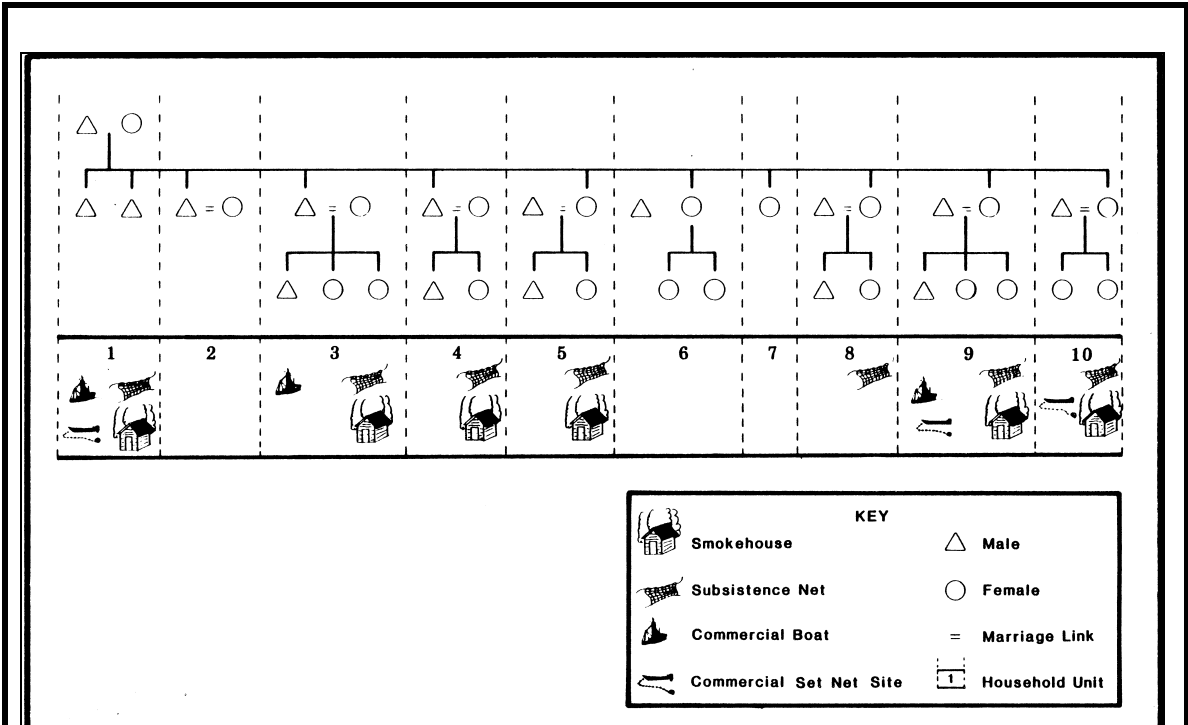 1 2 3 4 5 6 7 8 9 10
KEY
Smokehouse
Male
Subsistence Net
Female
Commercial Boat
= Marriage Link
Commercial Set Net Site
1 Household Unit